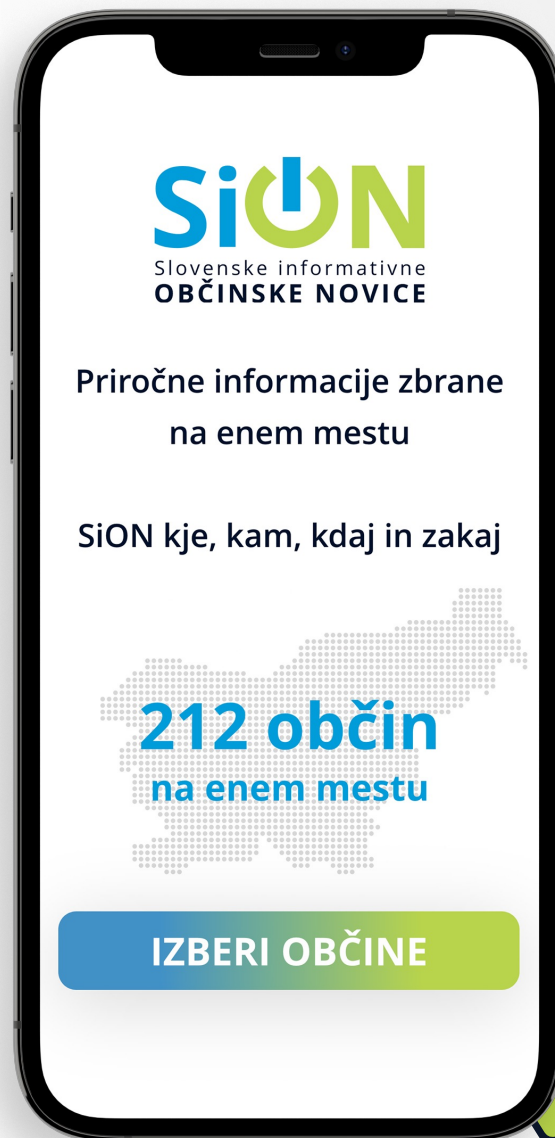 SiON
Slovenske informativne
OBČINSKE NOVICE
Priročne informacije zbrane
na enem mestu
SiON kje, kam, kdaj in zakaj
212 občin
na enem mestu
IZBERI OBČINE